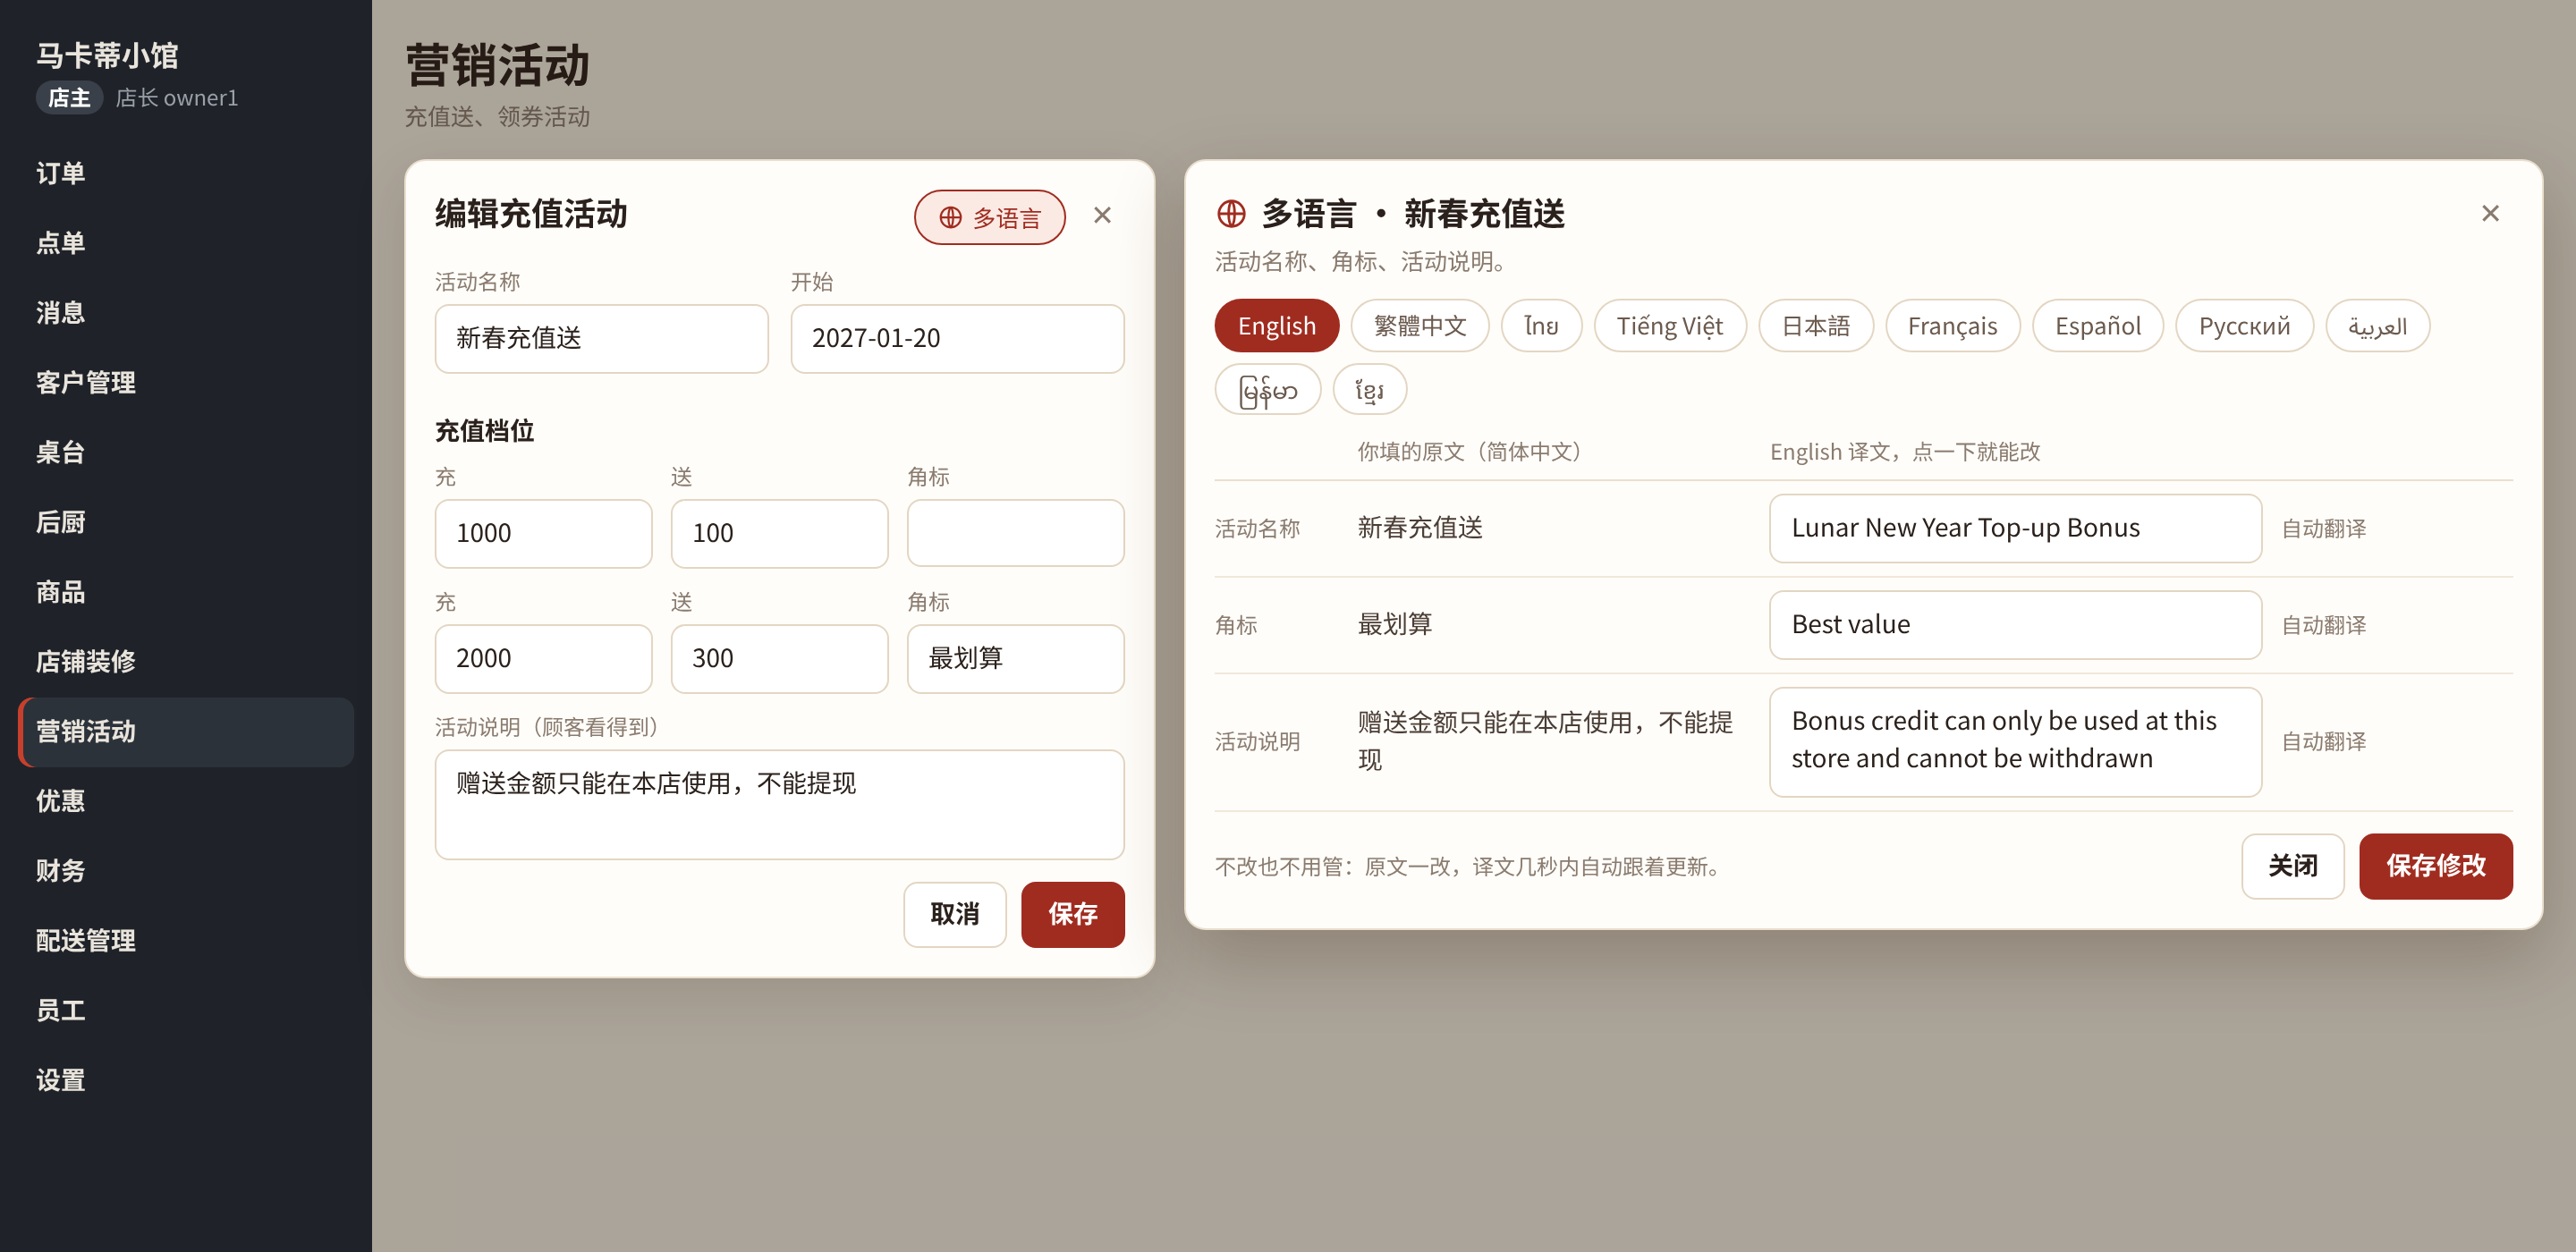 马卡蒂小馆
店主 店长 owner1
订单
点单
消息
客户管理
桌台
后厨
商品
店铺装修
营销活动
优惠
财务
配送管理
员工
设置
营销活动
充值送、领券活动
编辑充值活动
多语言
活动名称 开始
新春充值送 2027-01-20
充值档位
充 送 角标
1000 100
充 送 角标
2000 300 最划算
活动说明（顾客看得到）
赠送金额只能在本店使用，不能提现
取消 保存
多语言 · 新春充值送
活动名称、角标、活动说明。
English 繁體中文 ไทย Tiếng Việt 日本語 Français Español Русский العربية
မြန်မာ ខ្មែរ
你填的原文（简体中文） English 译文，点一下就能改
活动名称 新春充值送 Lunar New Year Top-up Bonus 自动翻译
角标 最划算 Best value 自动翻译
活动说明 赠送金额只能在本店使用，不能提
现
Bonus credit can only be used at this
store and cannot be withdrawn
自动翻译
不改也不用管：原文一改，译文几秒内自动跟着更新。
关闭 保存修改